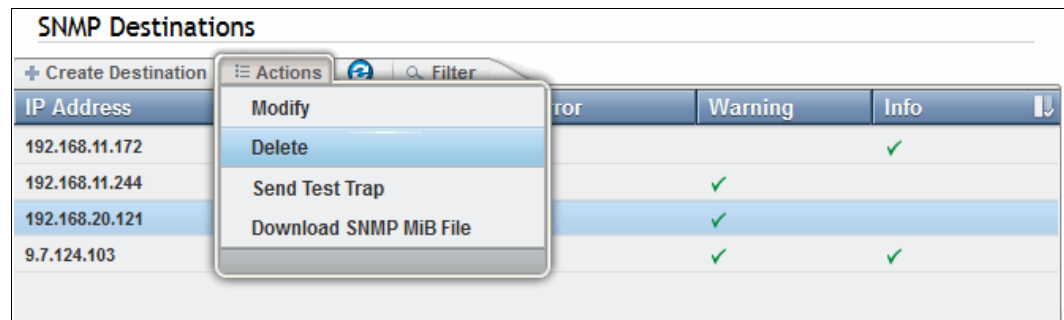 SNMP Destinations
Create Destination Actions Filter
IP Address ror Warning Info
Modify
192.168.11.172 Delete
192.168.11.244 Send Test Trap
192.168.20.121
Download SNMP MiB File
9.7.124.103